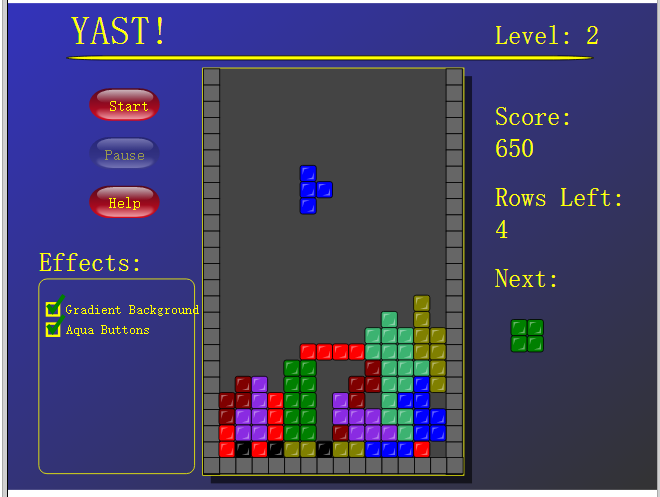 YAST!
Level: 2
Start
Pause
Help
Effects:
Gradient Background
Aqua Buttons
Score:
650
Rows Left:
4
Next: